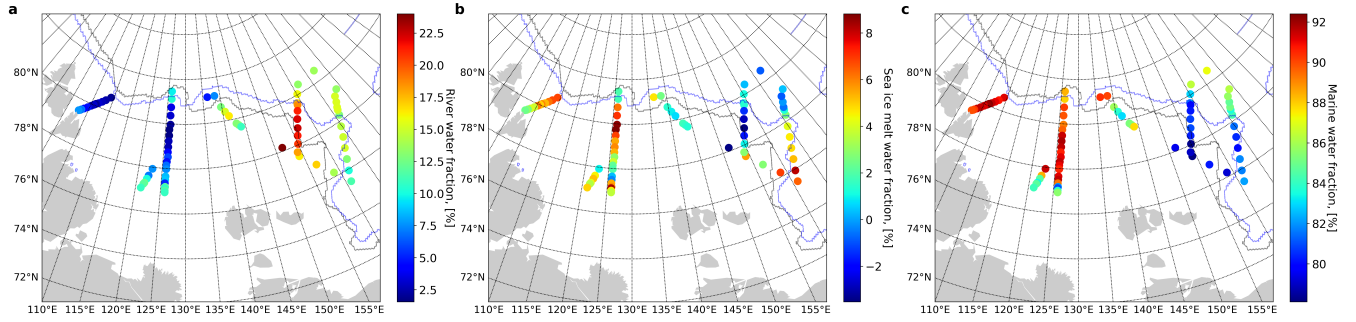 a
80°N
78°N
76°N
74°N
72°N
110°E 115°E 120°E 125°E 130°E 135°E 140°E 145°E 150°E 155°E
22.5
20.0
17.5
15.0
12.5
10.0
7.5
5.0
2.5
River water fraction, [%]
b
80°N
78°N
76°N
74°N
72°N
110°E 115°E 120°E 125°E 130°E 135°E 140°E 145°E 150°E 155°E
8
6
4
2
0
−2
Sea ice melt water fraction, [%]
c
80°N
78°N
76°N
74°N
72°N
110°E 115°E 120°E 125°E 130°E 135°E 140°E 145°E 150°E 155°E
92
90
88
86
84
82
80
Marine water fraction, [%]